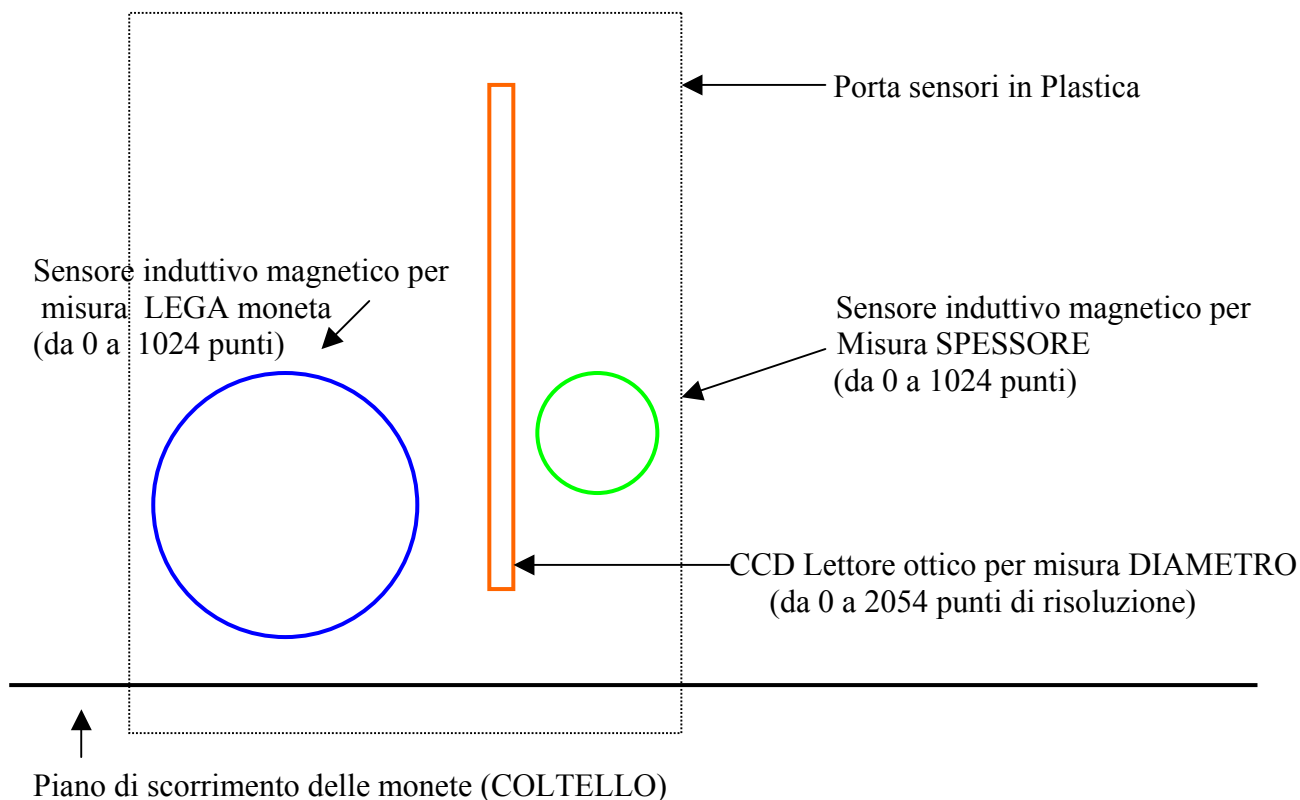 Porta sensori in Plastica
Sensore induttivo magnetico per
misura LEGA moneta
(da 0 a 1024 punti)
Sensore induttivo magnetico per
Misura SPESSORE
(da 0 a 1024 punti)
CCD Lettore ottico per misura DIAMETRO
(da 0 a 2054 punti di risoluzione)
Piano di scorrimento delle monete (COLTELLO)